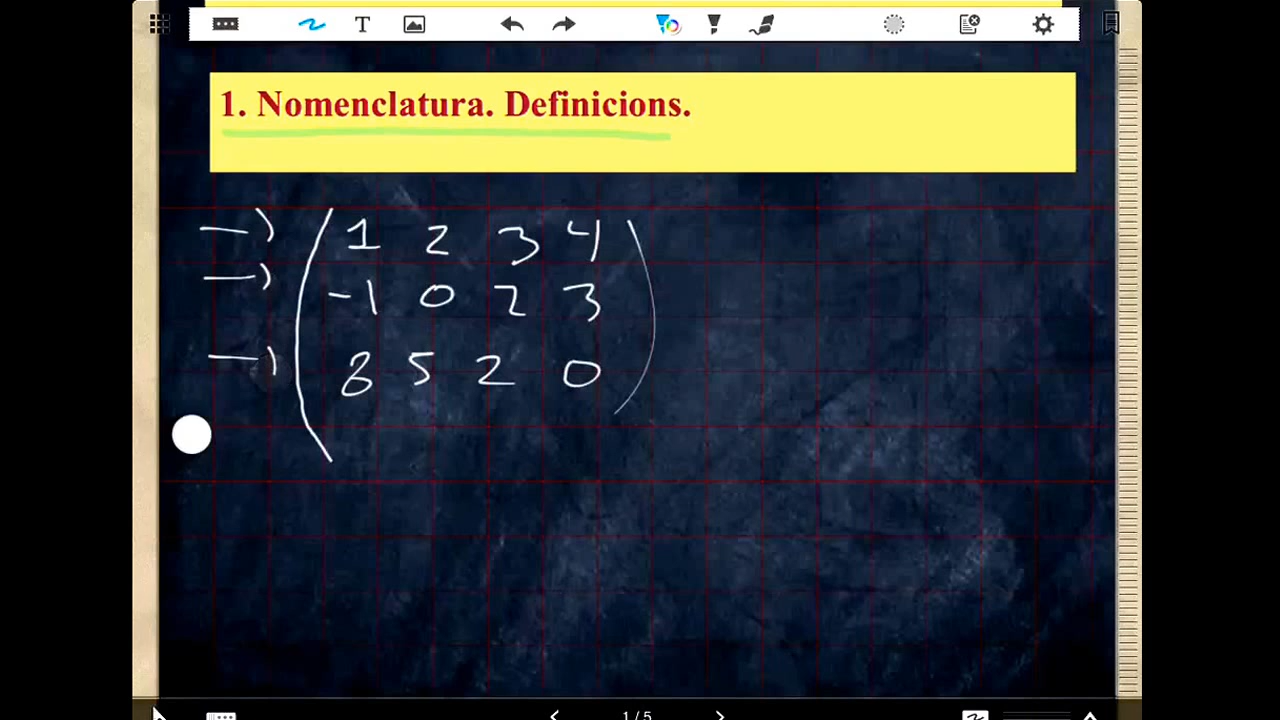 T
1. Nomenclatura. Definicions.
1 2 3 4
-1 0 2 3
8 5 2 0
1/5